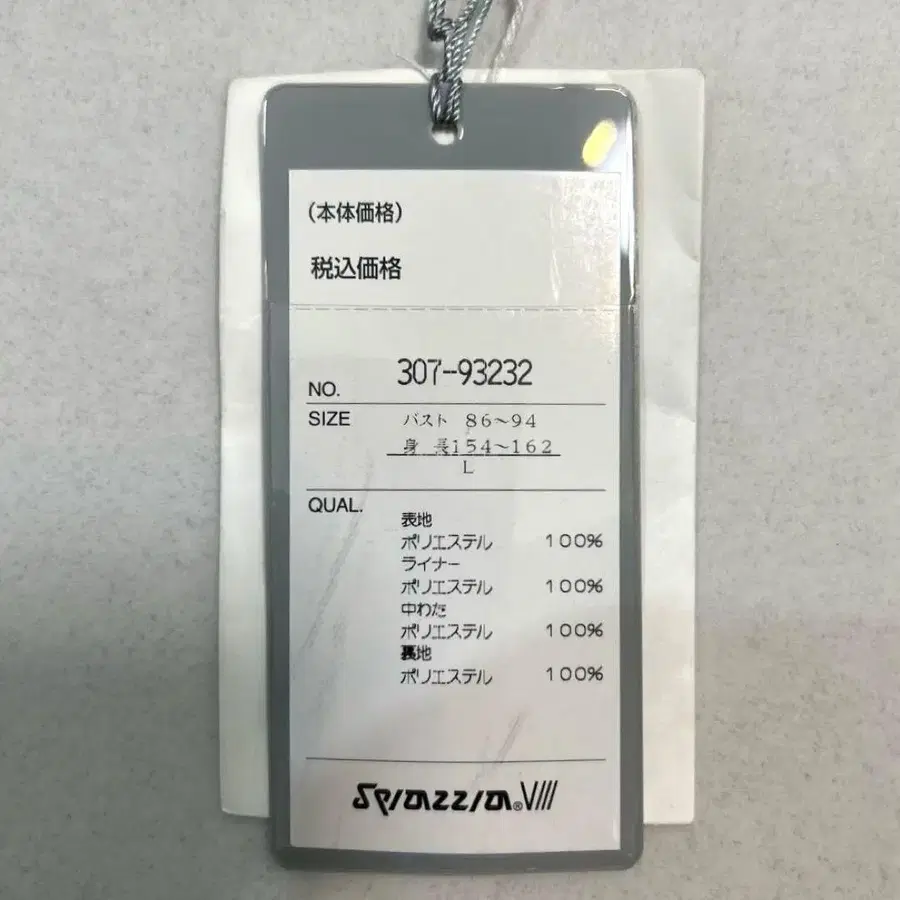 (本体価格)
税込価格
NO. 307-93232
SIZE バスト 86~94
身長154~162
L
QUAL.
表地
ポリエステル 100%
ライナー
ポリエステル 100%
中わた
ポリエステル 100%
裏地
ポリエステル 100%
Spiazzia®VIII